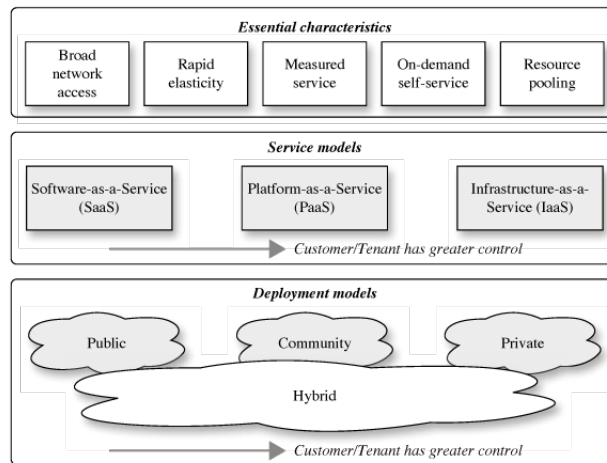 Essential characteristics
Broad
network
access
Rapid
elasticity
Measured
service
On-demand
self-service
Resource
pooling
Service models
Software-as-a-Service
(SaaS)
Platform-as-a-Service
(PaaS)
Infrastructure-as-a-
Service (IaaS)
Customer/Tenant has greater control
Deployment models
Public
Community
Private
Hybrid
Customer/Tenant has greater control